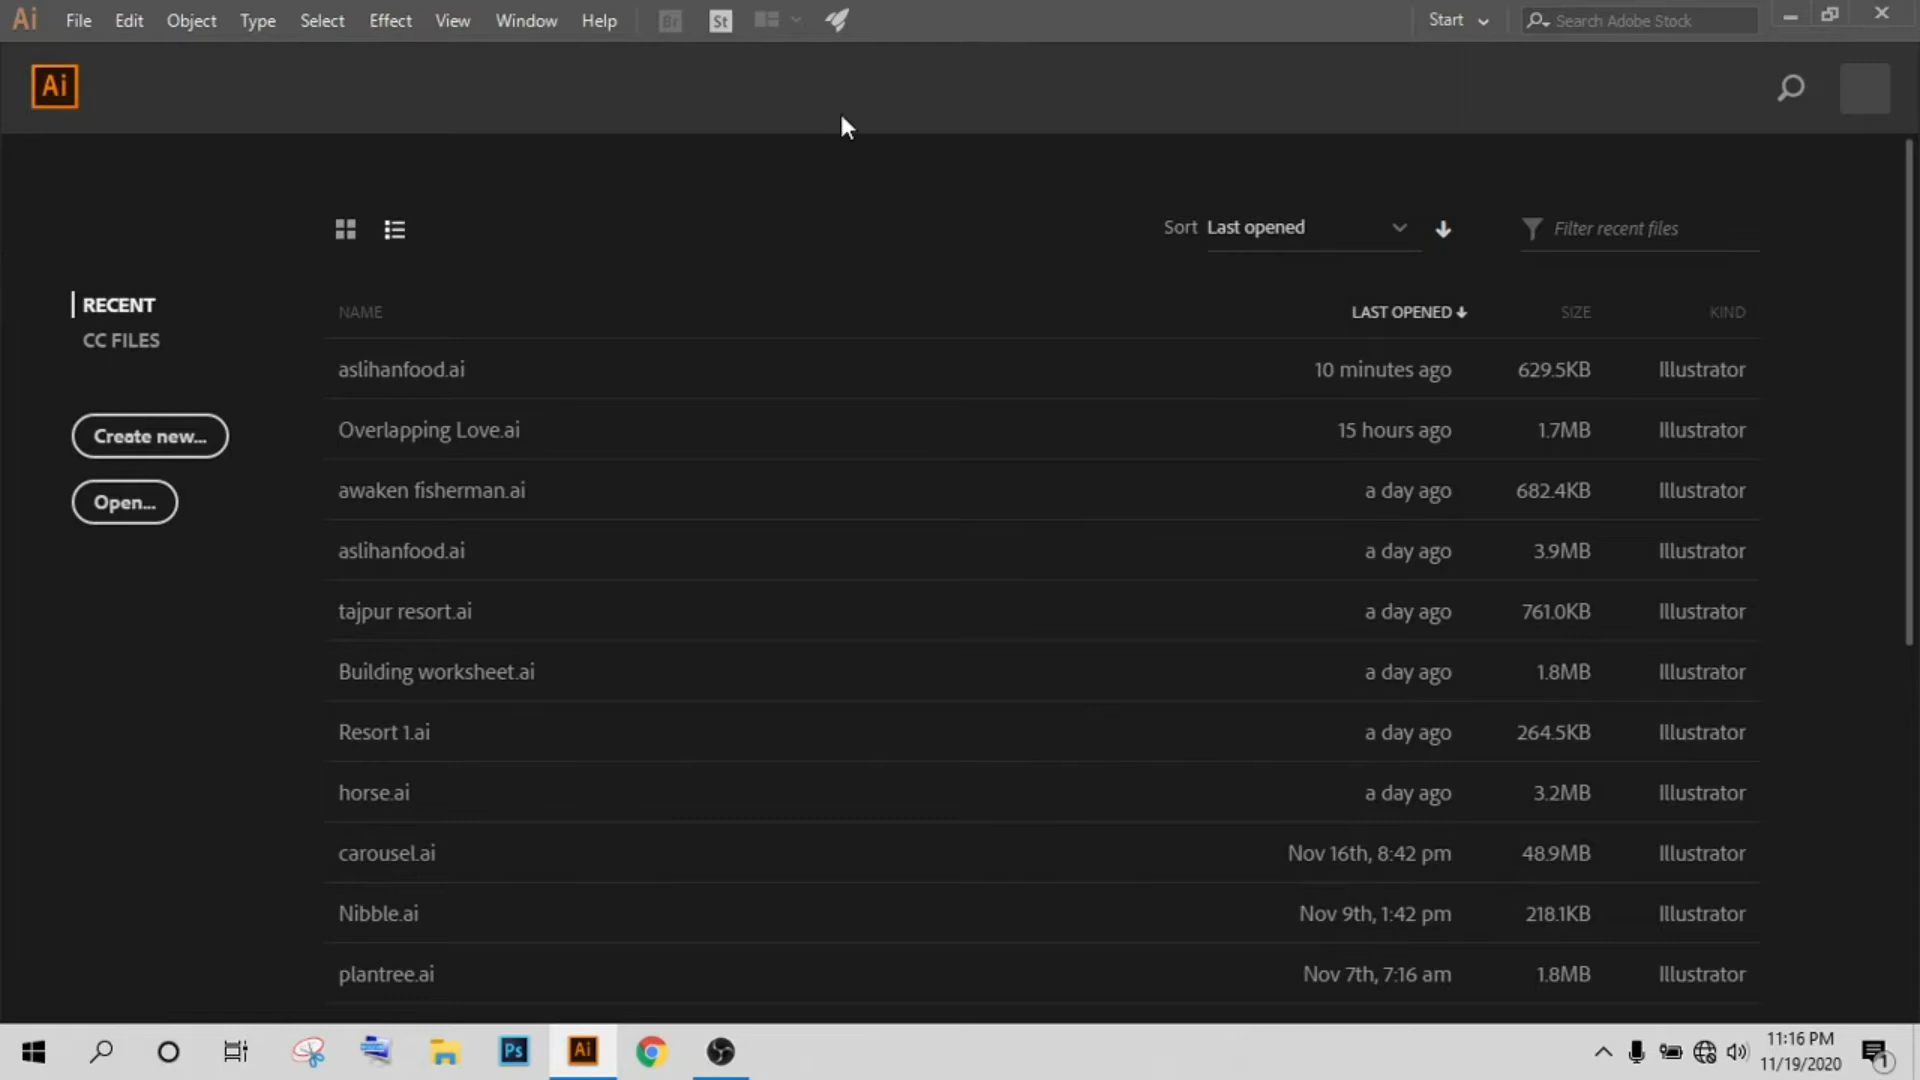 Ai File Edit Object Type Select Effect View Window Help Br St Start Search Adobe Stock
Ai
Sort Last opened Filter recent files
RECENT
CC FILES
Create new...
Open...
NAME LAST OPENED SIZE KIND
aslihanfood.ai 10 minutes ago 629.5KB Illustrator
Overlapping Love.ai 15 hours ago 1.7MB Illustrator
awaken fisherman.ai a day ago 682.4KB Illustrator
aslihanfood.ai a day ago 3.9MB Illustrator
tajpur resort.ai a day ago 761.0KB Illustrator
Building worksheet.ai a day ago 1.8MB Illustrator
Resort 1.ai a day ago 264.5KB Illustrator
horse.ai a day ago 3.2MB Illustrator
carousel.ai Nov 16th, 8:42 pm 48.9MB Illustrator
Nibble.ai Nov 9th, 1:42 pm 218.1KB Illustrator
plantree.ai Nov 7th, 7:16 am 1.8MB Illustrator
Ps Ai 11:16 PM
11/19/2020 1